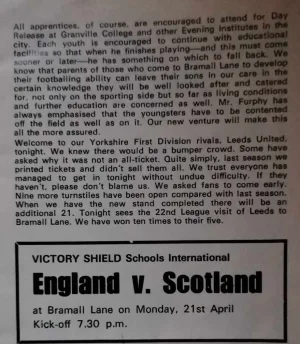 All apprentices, of course, are encouraged to attend for Day
Release at Granville College and other Evening Institutes in the
city. Each youth is encouraged to continue with educational
facilities so that when he finishes playing—and this must come
sooner or later—he has something on which to fall back. We
know that parents of those who come to Bramall Lane to develop
their footballing ability can leave their sons in our care in the
certain knowledge they will be well looked after and catered
for, not only on the sporting side but so far as living conditions
and further education are concerned as well. Mr. Furphy has
always emphasised that the youngsters have to be contented
off the field as well as on it. Our new venture will make this
all the more assured.
Welcome to our Yorkshire First Division rivals, Leeds United,
tonight. We knew there would be a bumper crowd. Some have
asked why it was not an all-ticket. Quite simply, last season we
printed tickets and didn't sell them all. We trust everyone has
managed to get in tonight without undue difficulty. If they
haven't, please don't blame us. We asked fans to come early.
Nine more turnstiles have been open compared with last season.
When we have the new stand completed there will be an
additional 21. Tonight sees the 22nd League visit of Leeds to
Bramall Lane. We have won ten times to their five.
VICTORY SHIELD Schools International
England v. Scotland
at Bramall Lane on Monday, 21st April
Kick-off 7.30 p.m.